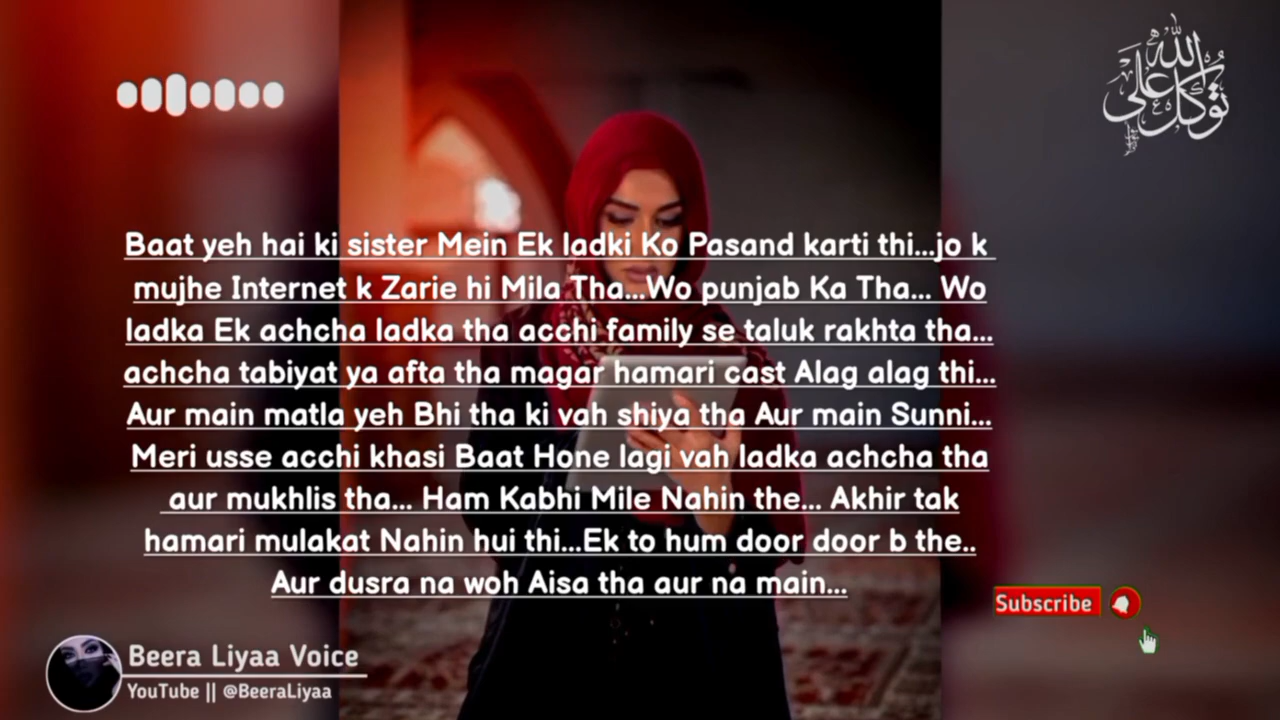 توكل على الله
Baat yeh hai ki sister Mein Ek ladki Ko Pasand karti thi...jo k
mujhe Internet k Zarie hi Mila Tha...Wo punjab Ka Tha... Wo
ladka Ek achcha ladka tha acchi family se taluk rakhta tha...
achcha tabiyat ya afta tha magar hamari cast Alag alag thi...
Aur main matla yeh Bhi tha ki vah shiya tha Aur main Sunni...
Meri usse acchi khasi Baat Hone lagi vah ladka achcha tha
aur mukhlis tha... Ham Kabhi Mile Nahin the... Akhir tak
hamari mulakat Nahin hui thi...Ek to hum door door b the..
Aur dusra na woh Aisa tha aur na main...
Subscribe
Beera Liyaa Voice
YouTube || @BeeraLiyaa